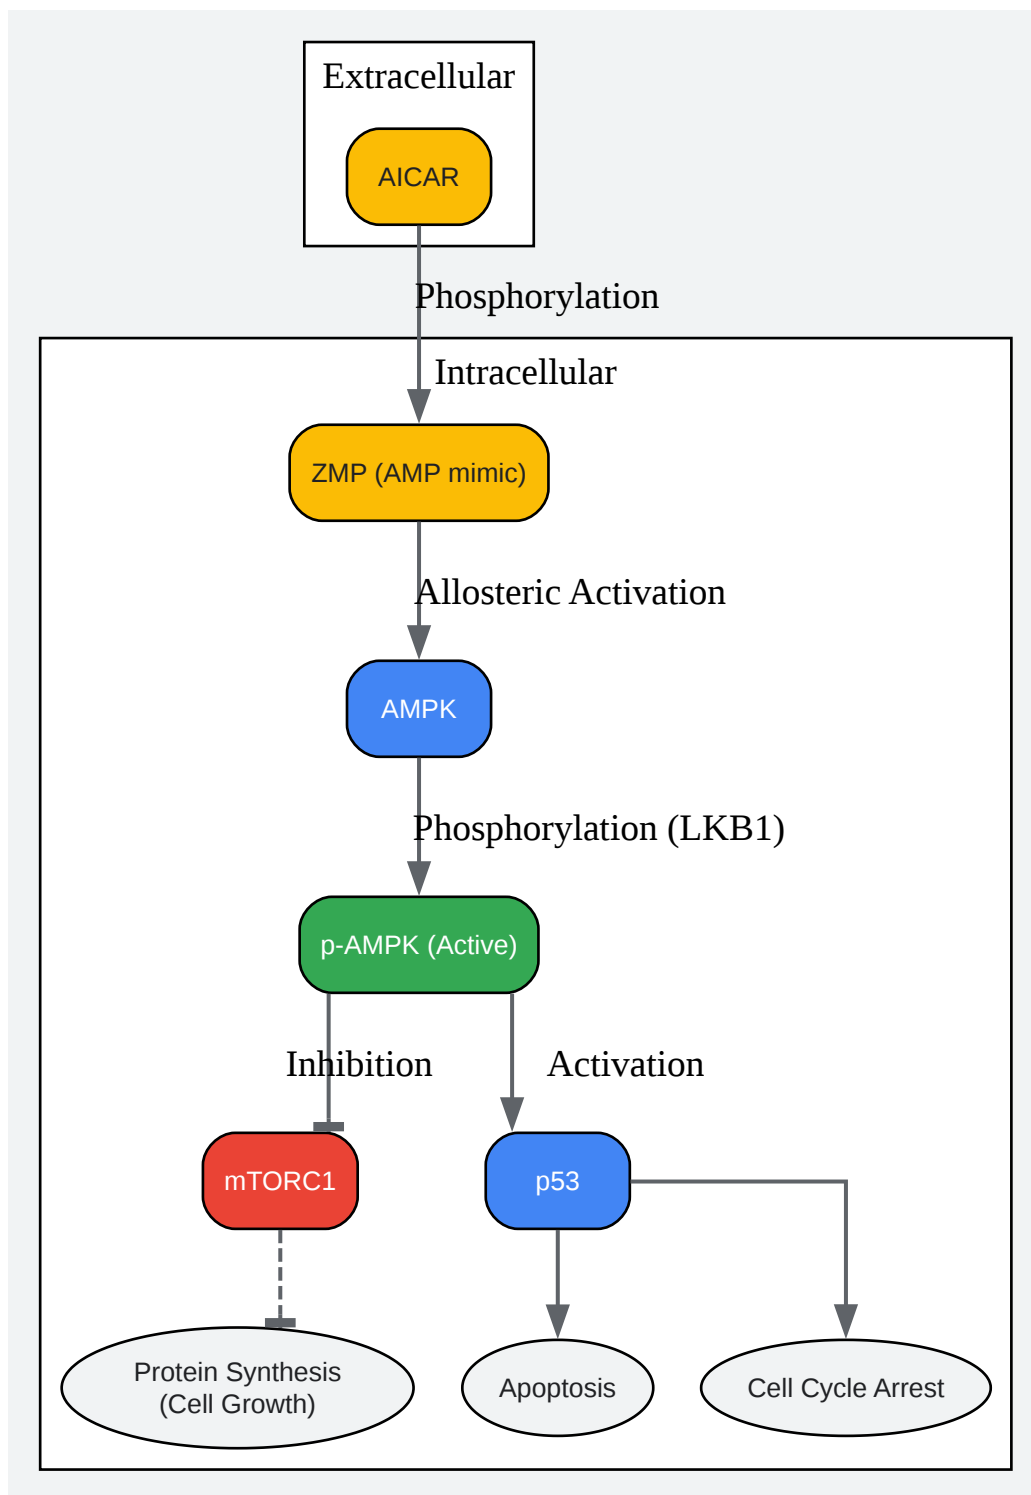 Extracellular
AICAR
Phosphorylation
Intracellular
ZMP (AMP mimic)
Allosteric Activation
AMPK
Phosphorylation (LKB1)
p-AMPK (Active)
Inhibition
Activation
mTORC1
p53
Protein Synthesis
(Cell Growth)
Apoptosis
Cell Cycle Arrest